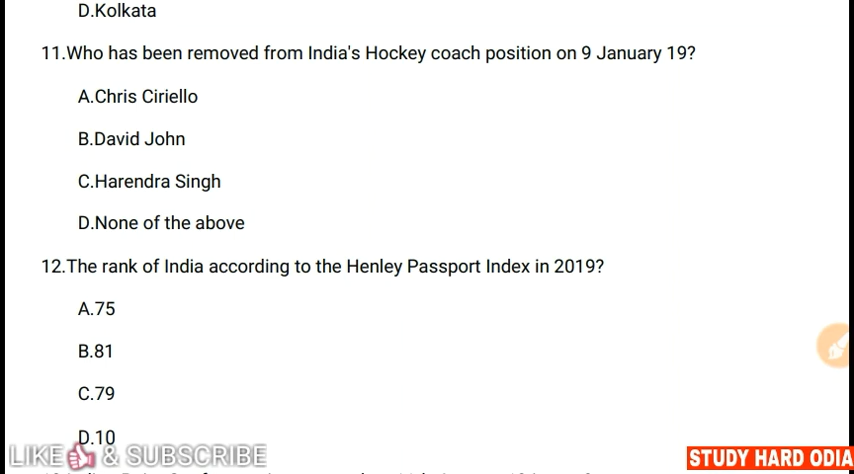 D.Kolkata
11.Who has been removed from India's Hockey coach position on 9 January 19?
A.Chris Ciriello
B.David John
C.Harendra Singh
D.None of the above
12.The rank of India according to the Henley Passport Index in 2019?
A.75
B.81
C.79
D.10
LIKE & SUBSCRIBE
STUDY HARD ODIA